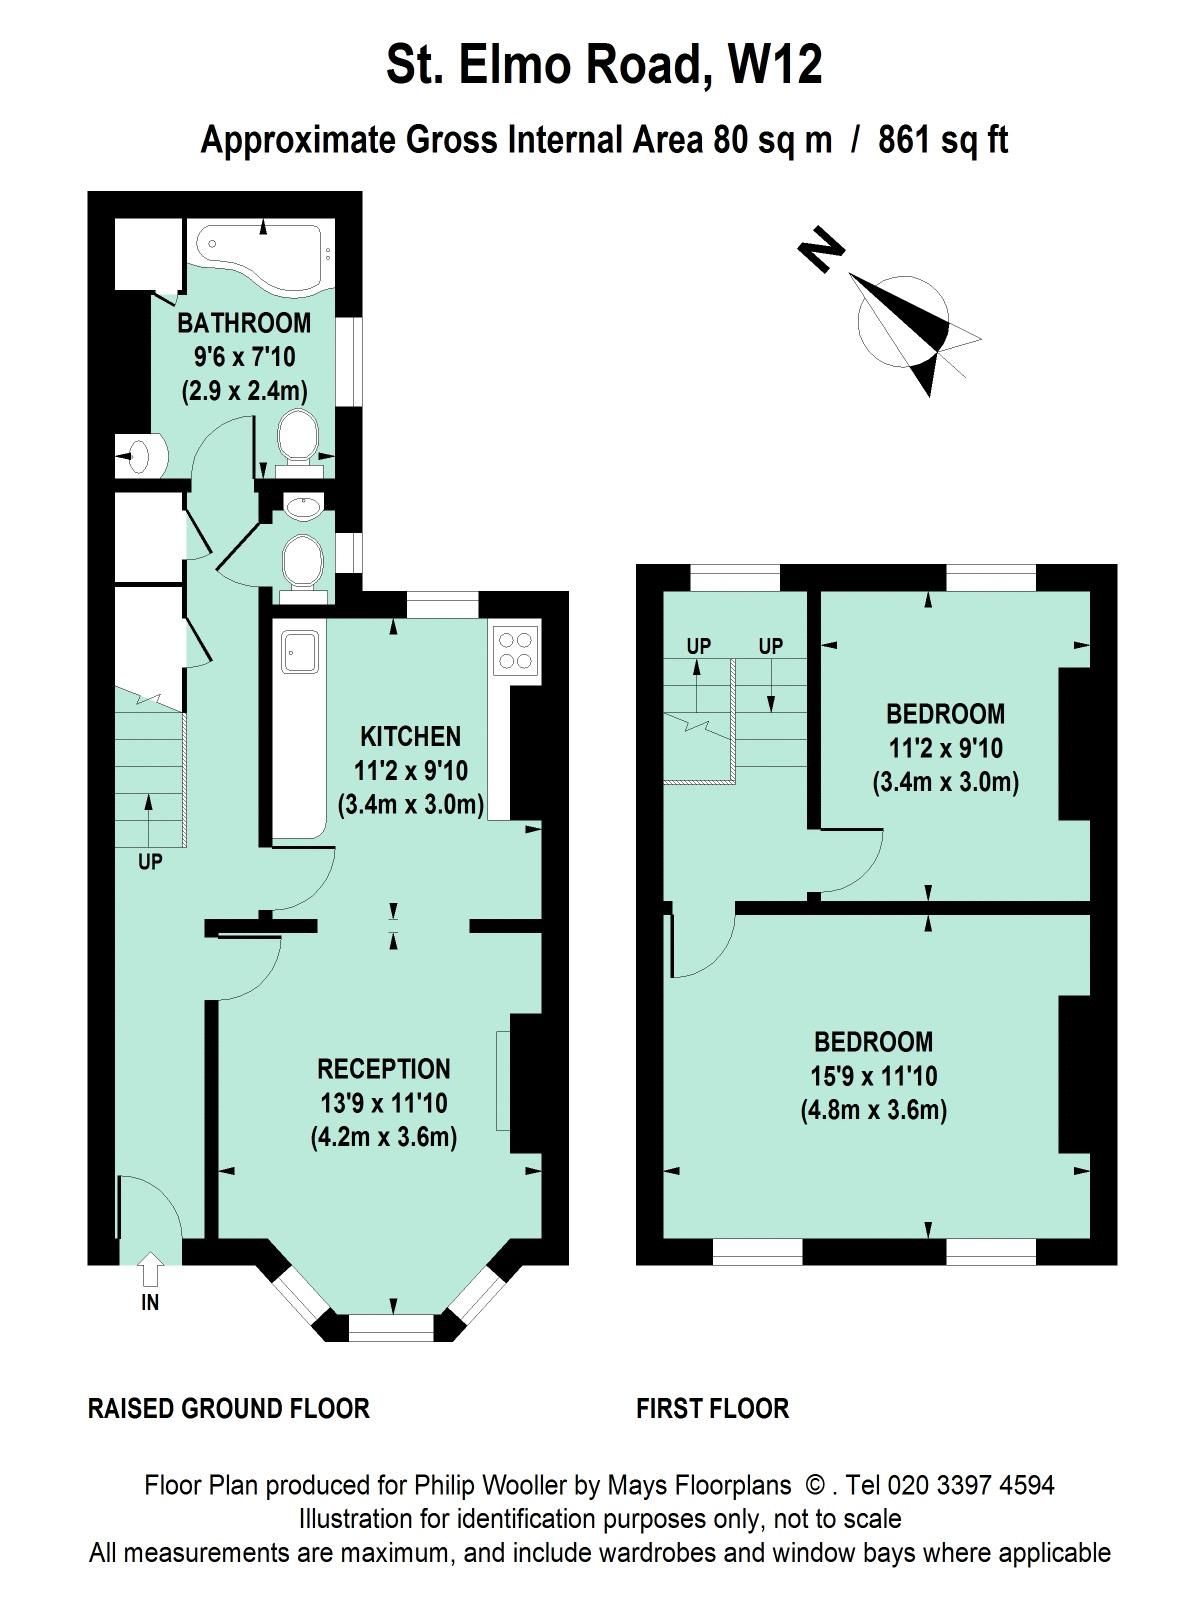 St. Elmo Road, W12
Approximate Gross Internal Area 80 sq m / 861 sq ft
N
BATHROOM
9'6 x 7'10
(2.9 x 2.4m)
KITCHEN
11'2 x 9'10
(3.4m x 3.0m)
UP
RECEPTION
13'9 x 11'10
(4.2m x 3.6m)
IN
UP
UP
BEDROOM
11'2 x 9'10
(3.4m x 3.0m)
BEDROOM
15'9 x 11'10
(4.8m x 3.6m)
RAISED GROUND FLOOR
FIRST FLOOR
Floor Plan produced for Philip Wooller by Mays Floorplans © . Tel 020 3397 4594
Illustration for identification purposes only, not to scale
All measurements are maximum, and include wardrobes and window bays where applicable